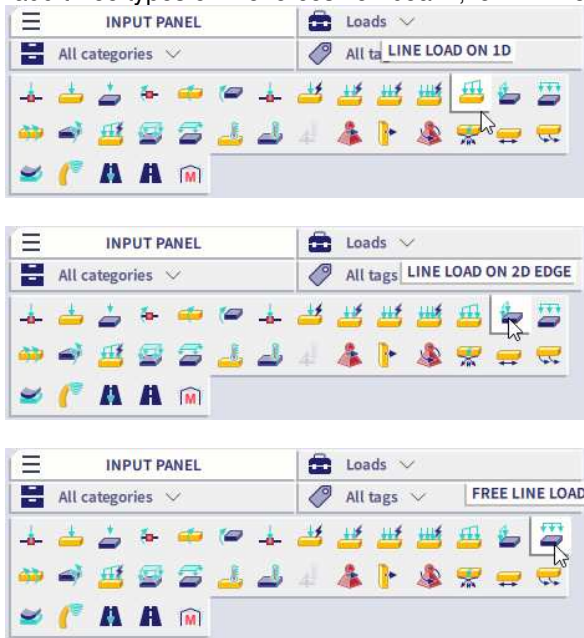 INPUT PANEL Loads
All categories All ta LINE LOAD ON 1D
M
INPUT PANEL Loads
All categories All tags LINE LOAD ON 2D EDGE
M
INPUT PANEL Loads
All categories All tags FREE LINE LOAD
M